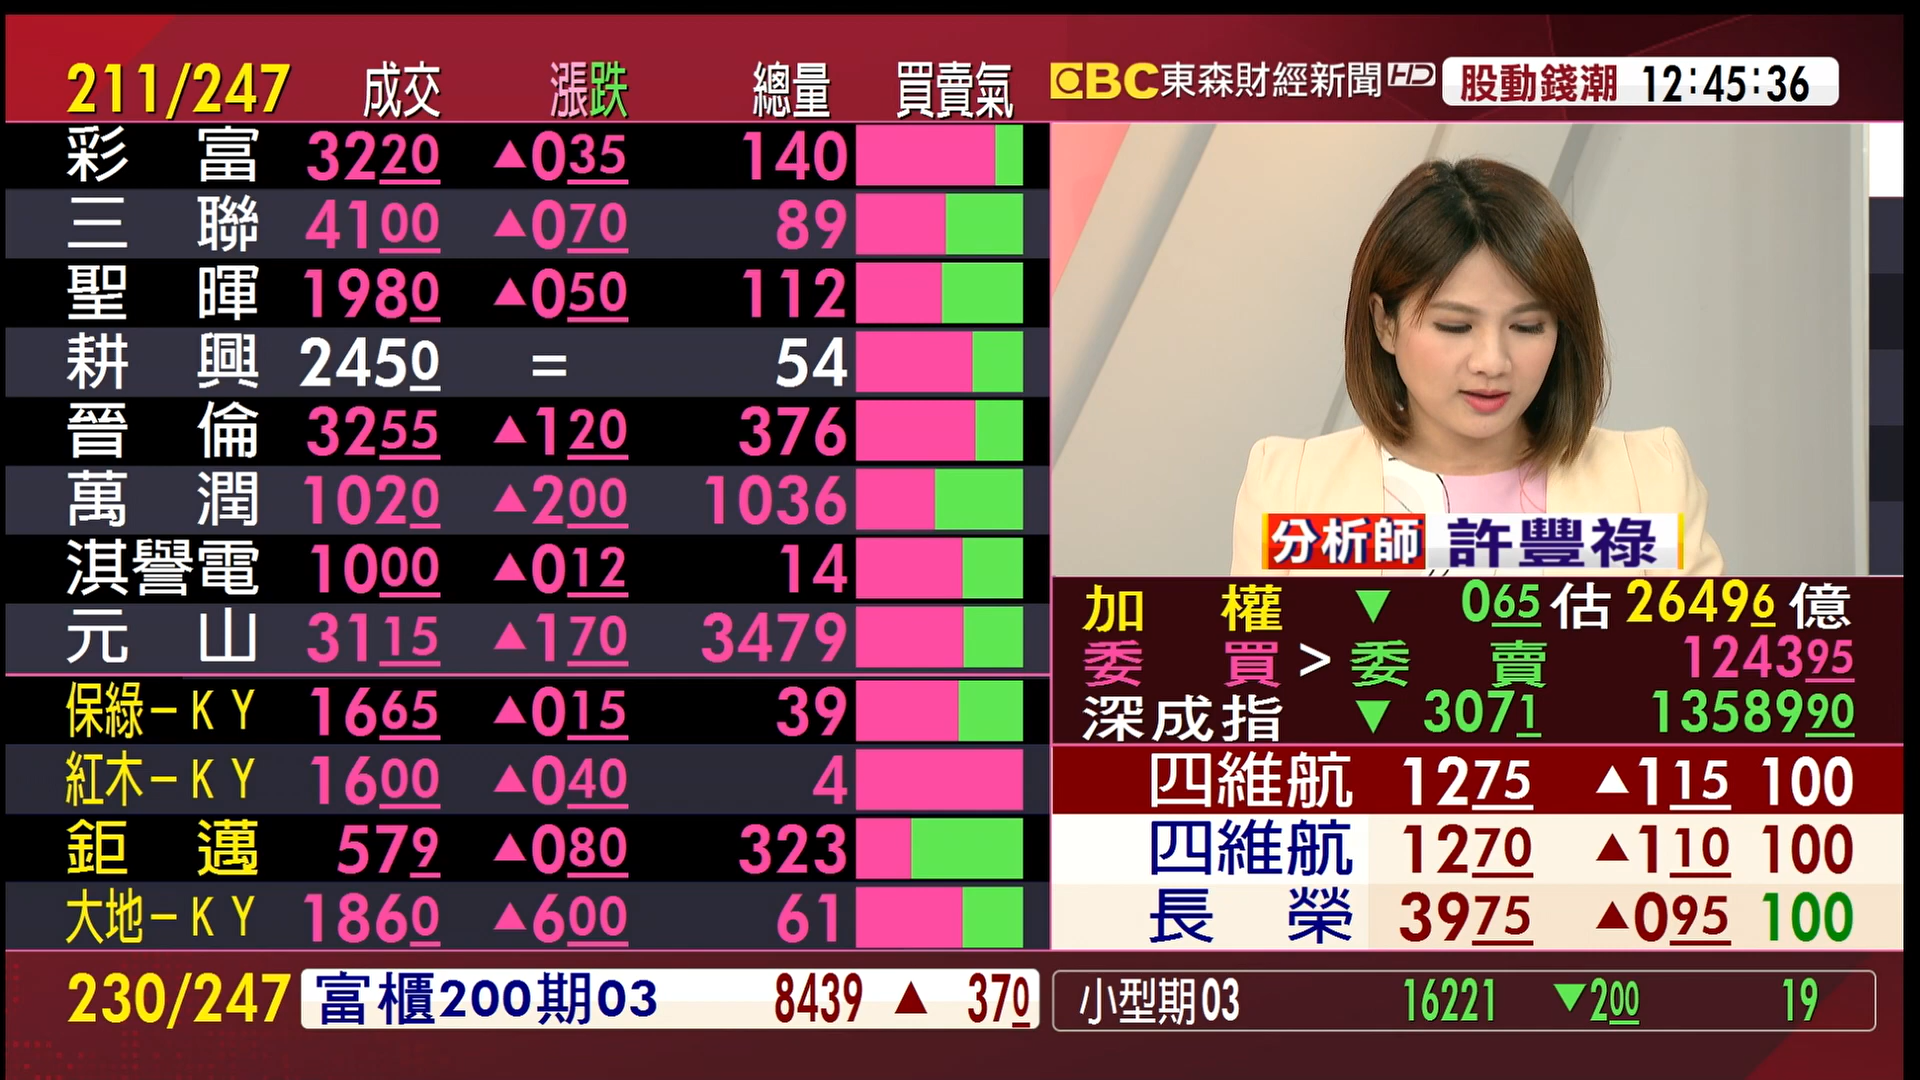 211/247 成交 漲跌 總量 買賣氣
EBC東森財經新聞HD 股動錢潮 12:45:36
彩富 3220 ▲035 140
三聯 4100 ▲070 89
聖暉 1980 ▲050 112
耕興 2450 = 54
晉倫 3255 ▲120 376
萬潤 1020 ▲200 1036
淇譽電 1000 ▲012 14
元山 3115 ▲170 3479
保綠-KY 1665 ▲015 39
紅木-KY 1600 ▲040 4
鉅邁 579 ▲080 323
大地-KY 1860 ▲600 61
分析師 許豐祿
加權 ▼ 065 估 26496 億
委買>委賣 124395
深成指 ▼ 3071 1358990
四維航 1275 ▲115 100
四維航 1270 ▲110 100
長榮 3975 ▲095 100
230/247 富櫃200期03 8439 ▲ 370
小型期03 16221 ▼200 19